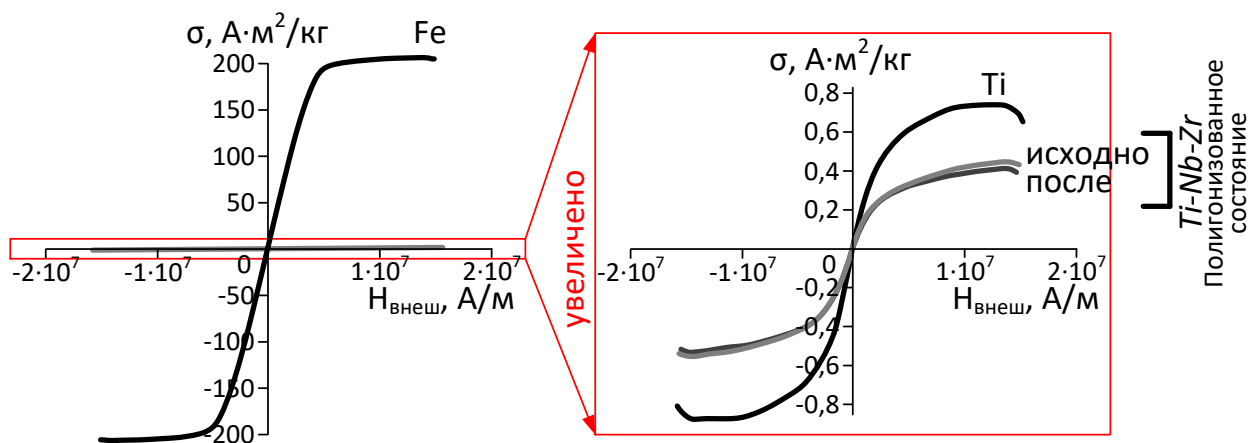 σ, А·м²/кг
Fe
200
150
100
50
0
-50
-100
-150
-200
-2·10⁷
-1·10⁷
1·10⁷
2·10⁷
Hвнеш, А/м
увеличено
σ, А·м²/кг
Ti
0,8
0,6
0,4
0,2
0
-0,2
-0,4
-0,6
-0,8
-2·10⁷
-1·10⁷
1·10⁷
2·10⁷
Hвнеш, А/м
исходно
после
Ti-Nb-Zr
Полигонизованное
состояние